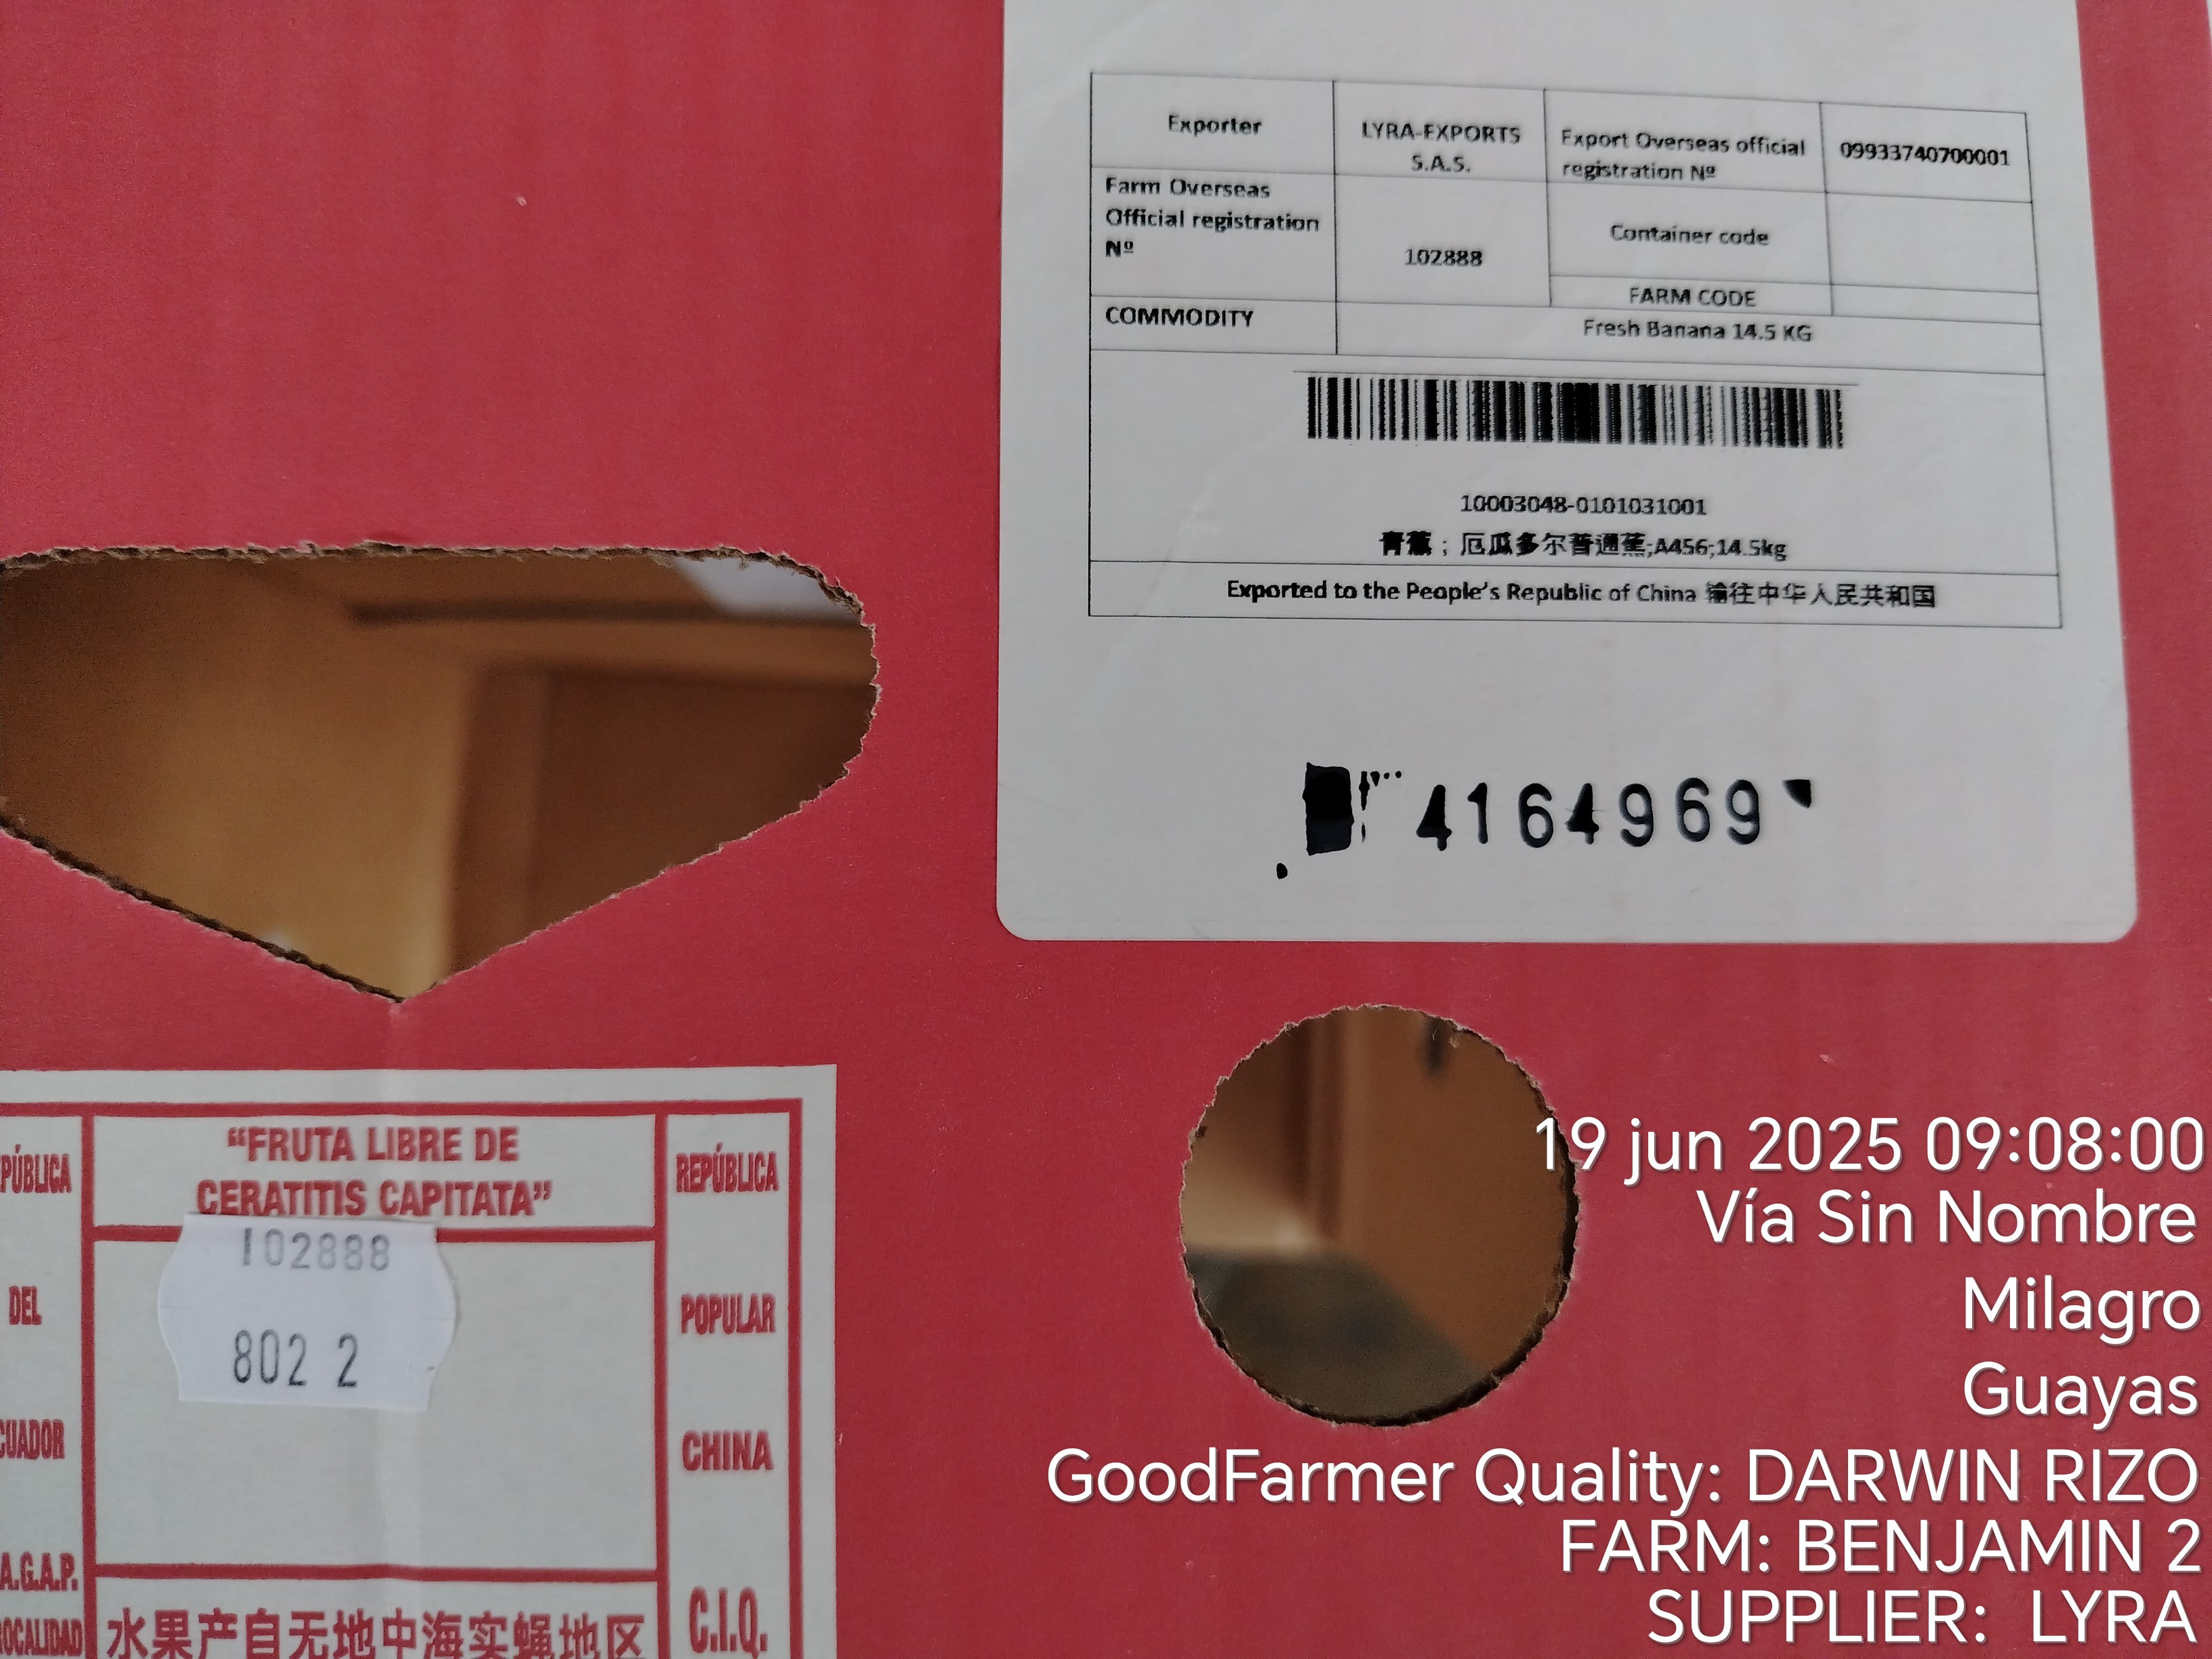 Exporter
LYRA-EXPORTS
S.A.S.
Export Overseas official
registration Nº
09933740700001
Farm Overseas
Official registration
Nº
102888
Container code
FARM CODE
COMMODITY
Fresh Banana 14.5 KG
10003048-0101031001
青蕉；厄瓜多尔普通蕉;A456;14.5kg
Exported to the People's Republic of China 输往中华人民共和国
4164969
PÚBLICA
DEL
CUADOR
A.G.A.P.
ROCALIDAD
“FRUTA LIBRE DE
CERATITIS CAPITATA”
102888
802 2
水果产自无地中海实蝇地区
REPÚBLICA
POPULAR
CHINA
C.I.Q.
19 jun 2025 09:08:00
Vía Sin Nombre
Milagro
Guayas
GoodFarmer Quality: DARWIN RIZO
FARM: BENJAMIN 2
SUPPLIER: LYRA